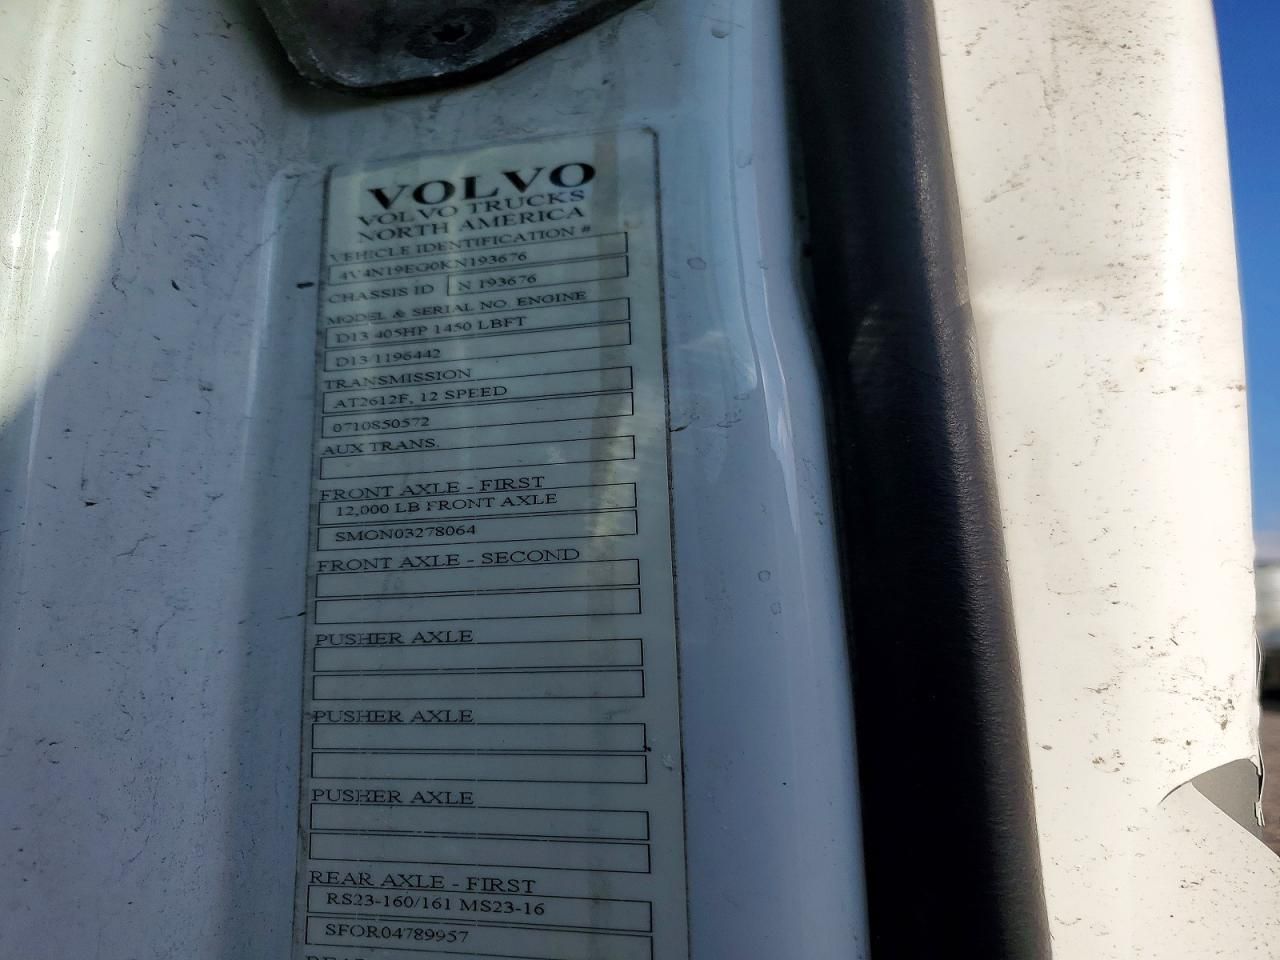 VOLVO
VOLVO TRUCKS
NORTH AMERICA
VEHICLE IDENTIFICATION #
4V4N19EG0KN193676
CHASSIS ID N 193676
MODEL & SERIAL NO. ENGINE
D13 405HP 1450 LBFT
D13 1196442
TRANSMISSION
AT2612F, 12 SPEED
0710850572
AUX TRANS.
FRONT AXLE - FIRST
12,000 LB FRONT AXLE
SMON03278064
FRONT AXLE - SECOND
PUSHER AXLE
PUSHER AXLE
PUSHER AXLE
REAR AXLE - FIRST
RS23-160/161 MS23-16
SFOR04789957